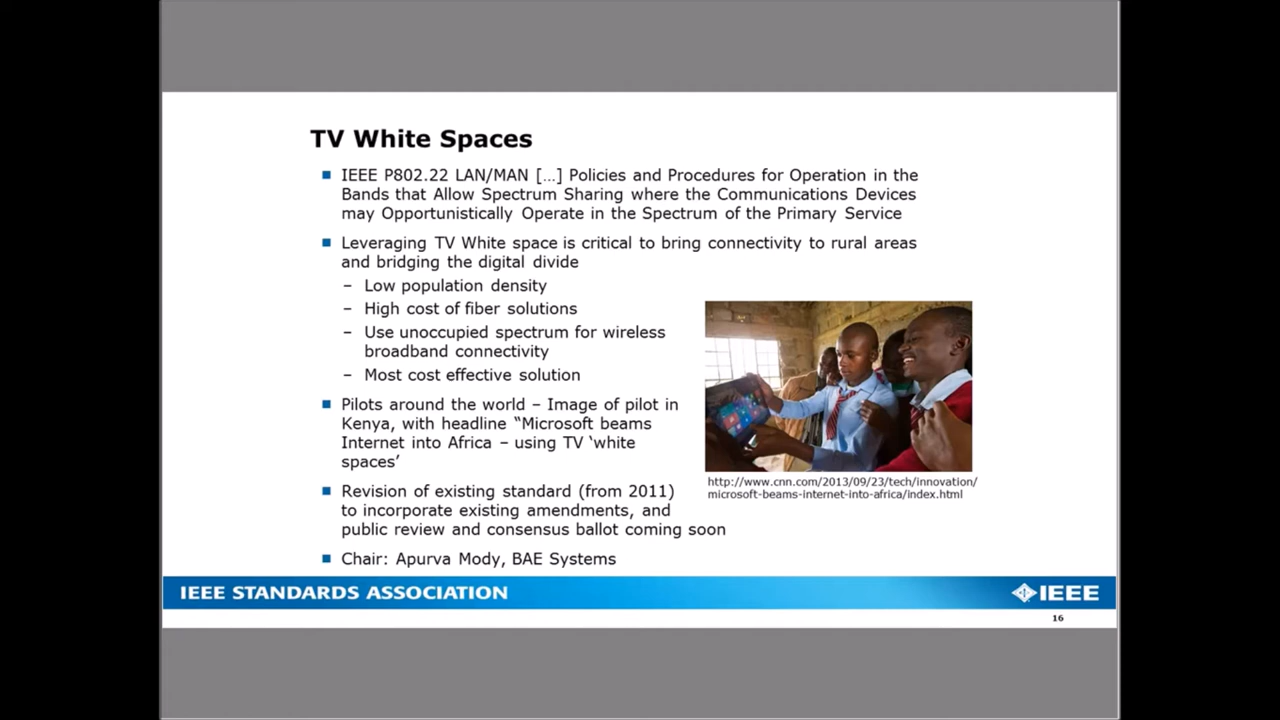 TV White Spaces
IEEE P802.22 LAN/MAN […] Policies and Procedures for Operation in the
Bands that Allow Spectrum Sharing where the Communications Devices
may Opportunistically Operate in the Spectrum of the Primary Service
Leveraging TV White space is critical to bring connectivity to rural areas
and bridging the digital divide
– Low population density
– High cost of fiber solutions
– Use unoccupied spectrum for wireless
broadband connectivity
– Most cost effective solution
Pilots around the world – Image of pilot in
Kenya, with headline “Microsoft beams
Internet into Africa – using TV ‘white
spaces’
http://www.cnn.com/2013/09/23/tech/innovation/
microsoft-beams-internet-into-africa/index.html
Revision of existing standard (from 2011)
to incorporate existing amendments, and
public review and consensus ballot coming soon
Chair: Apurva Mody, BAE Systems
IEEE STANDARDS ASSOCIATION
IEEE
16